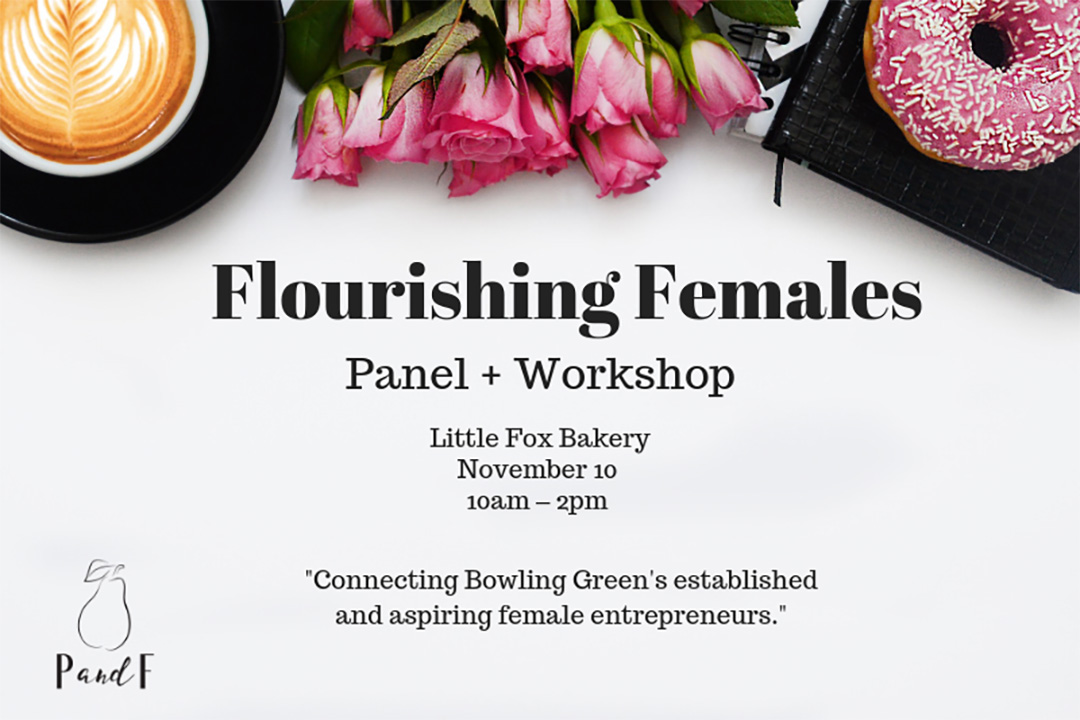 Flourishing Females
Panel + Workshop
Little Fox Bakery
November 10
10am – 2pm
"Connecting Bowling Green's established
and aspiring female entrepreneurs."
P and F